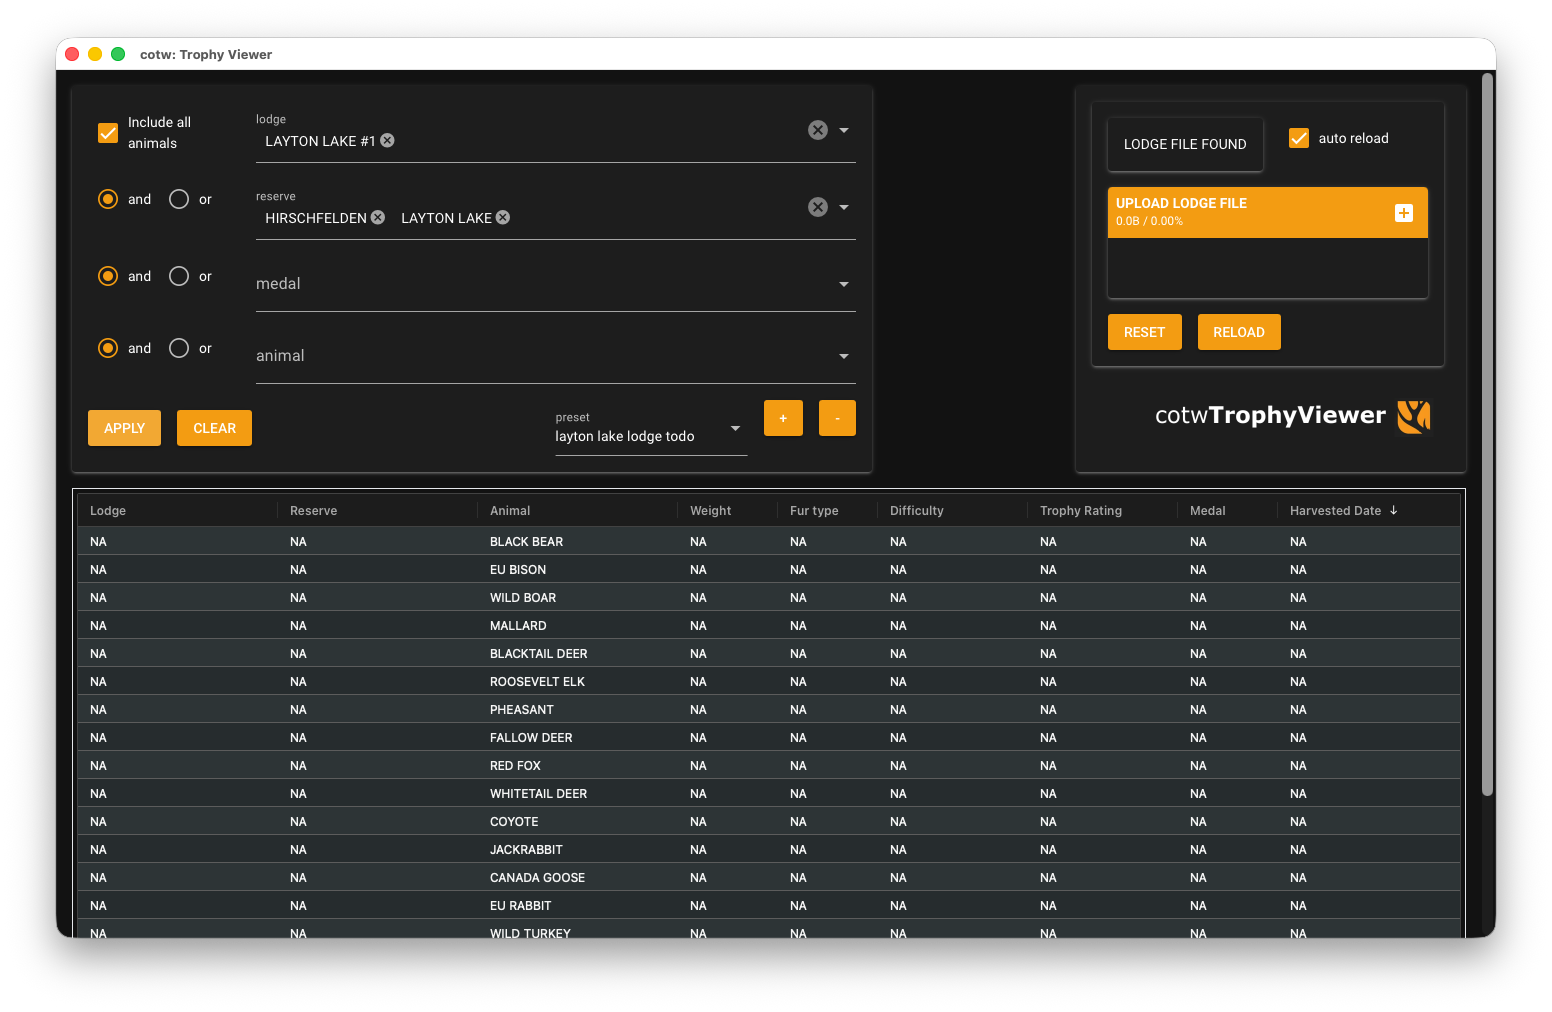 cotw: Trophy Viewer
Include all
animals
lodge
LAYTON LAKE #1
and or
reserve
HIRSCHFELDEN LAYTON LAKE
and or
medal
and or
animal
APPLY CLEAR
preset
layton lake lodge todo
+ -
LODGE FILE FOUND
auto reload
UPLOAD LODGE FILE
0.0B / 0.00%
RESET RELOAD
cotwTrophyViewer
Lodge Reserve Animal Weight Fur type Difficulty Trophy Rating Medal Harvested Date ↓
NA NA BLACK BEAR NA NA NA NA NA NA
NA NA EU BISON NA NA NA NA NA NA
NA NA WILD BOAR NA NA NA NA NA NA
NA NA MALLARD NA NA NA NA NA NA
NA NA BLACKTAIL DEER NA NA NA NA NA NA
NA NA ROOSEVELT ELK NA NA NA NA NA NA
NA NA PHEASANT NA NA NA NA NA NA
NA NA FALLOW DEER NA NA NA NA NA NA
NA NA RED FOX NA NA NA NA NA NA
NA NA WHITETAIL DEER NA NA NA NA NA NA
NA NA COYOTE NA NA NA NA NA NA
NA NA JACKRABBIT NA NA NA NA NA NA
NA NA CANADA GOOSE NA NA NA NA NA NA
NA NA EU RABBIT NA NA NA NA NA NA
NA NA WILD TURKEY NA NA NA NA NA NA